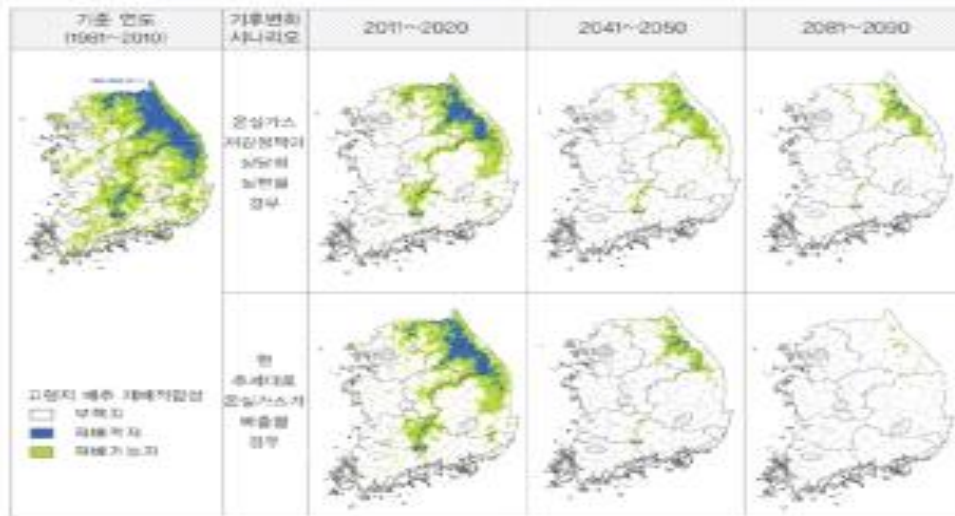 기준 연도
(1981~2010)
기후변화
시나리오
2011~2020
2041~2050
2081~2090
온실가스
저감정책이
상당히
실현될
경우
현
추세대로
온실가스가
배출될
경우
고랭지 배추 재배적합성
부적지
재배적지
재배가능지